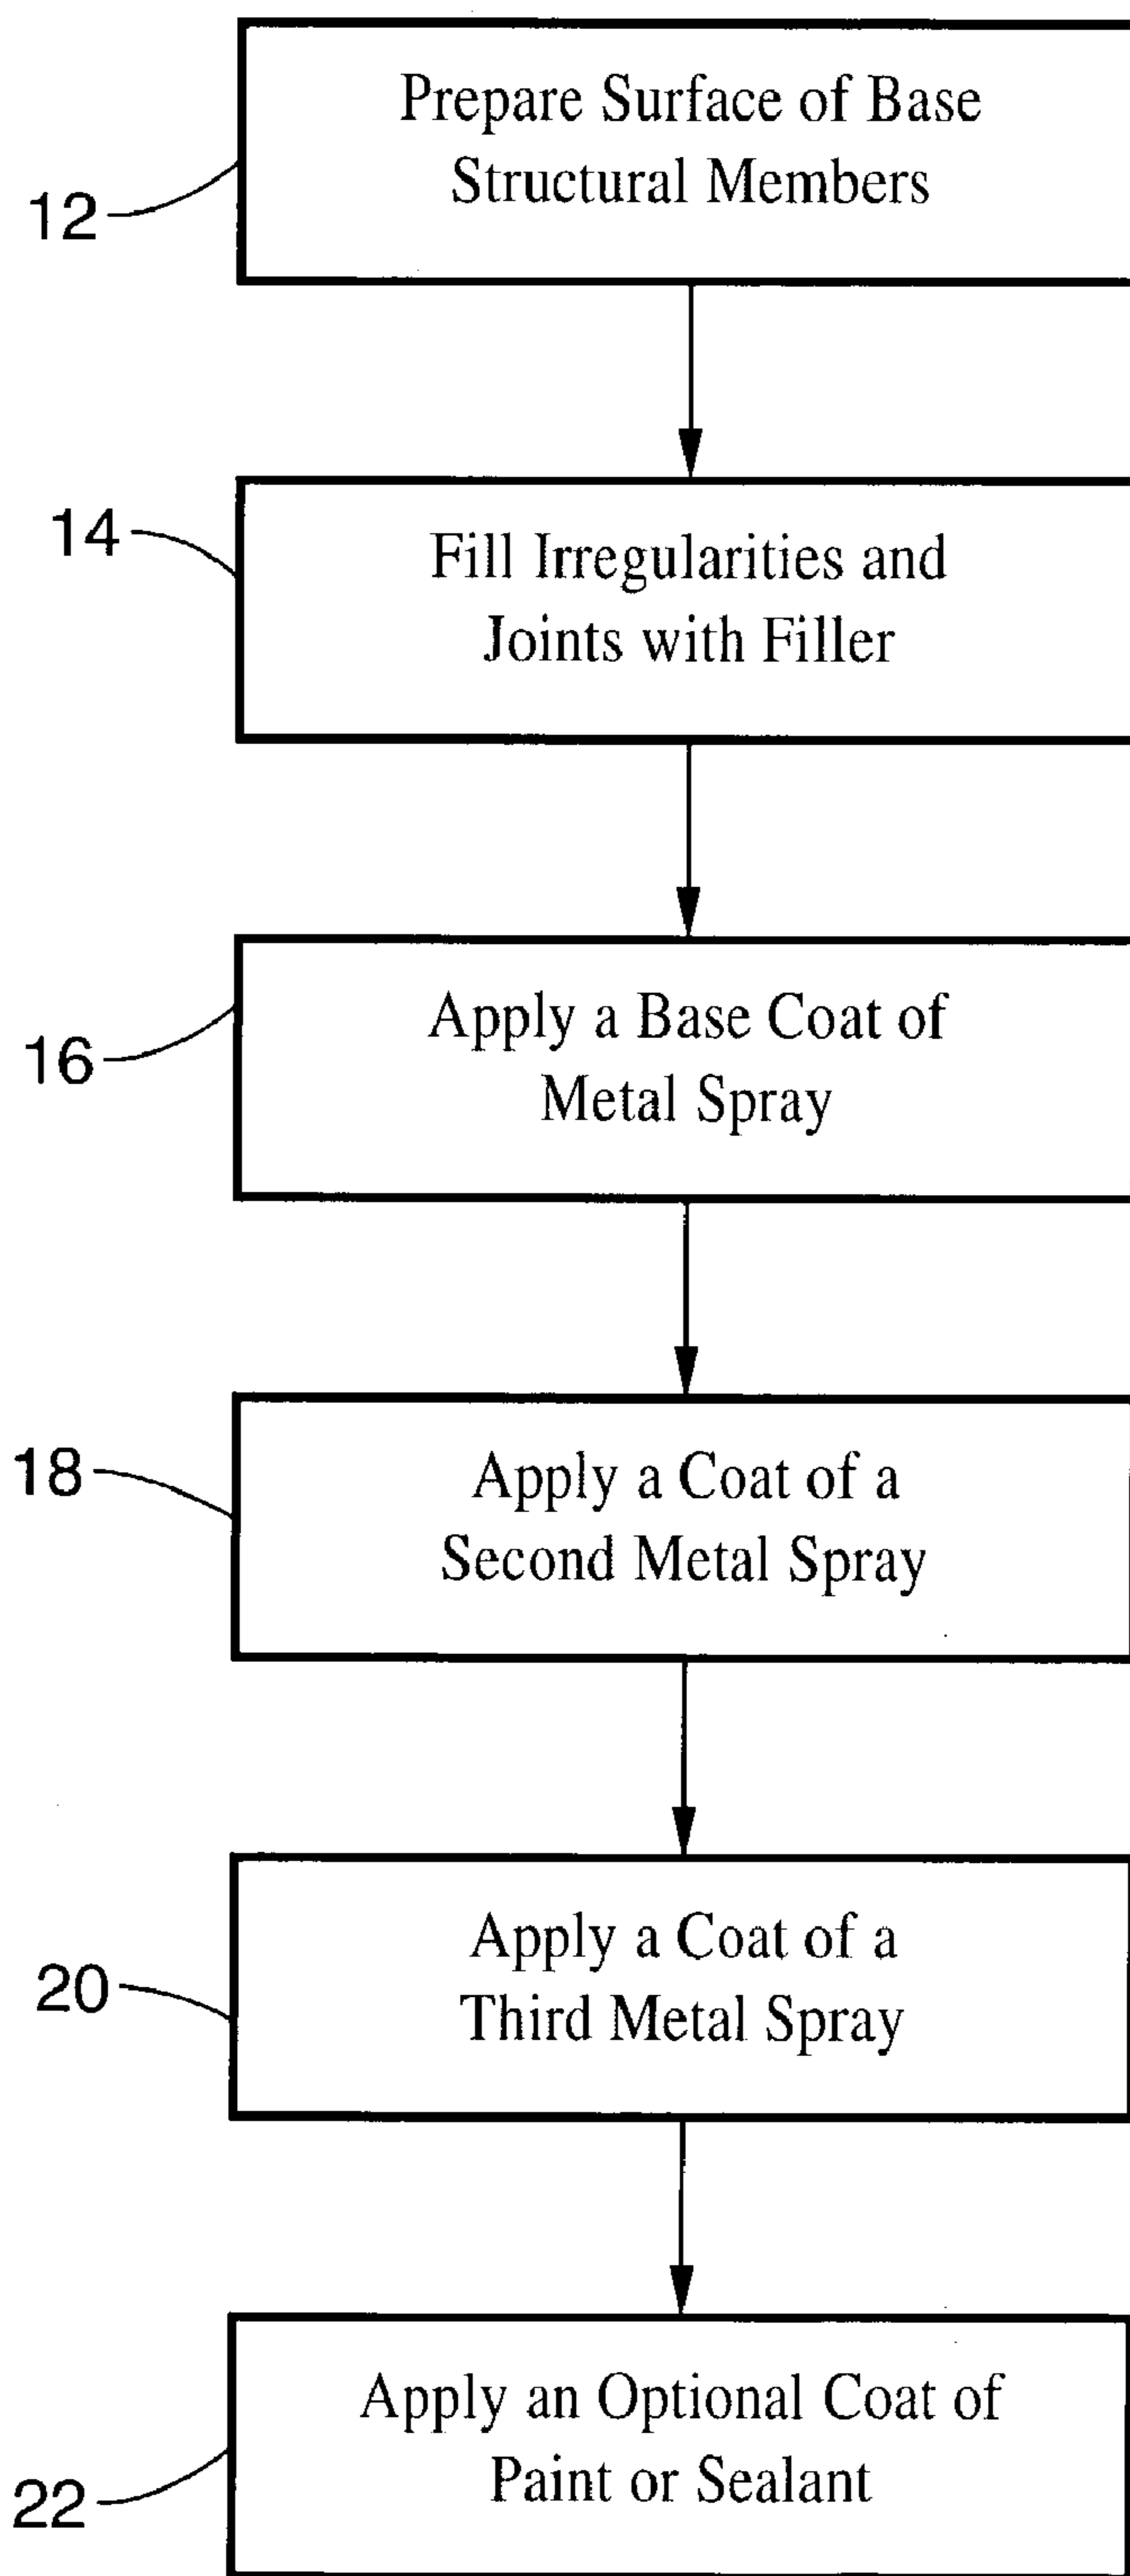 Prepare Surface of Base
Structural Members
12
Fill Irregularities and
Joints with Filler
14
Apply a Base Coat of
Metal Spray
16
Apply a Coat of a
Second Metal Spray
18
Apply a Coat of a
Third Metal Spray
20
Apply an Optional Coat of
Paint or Sealant
22